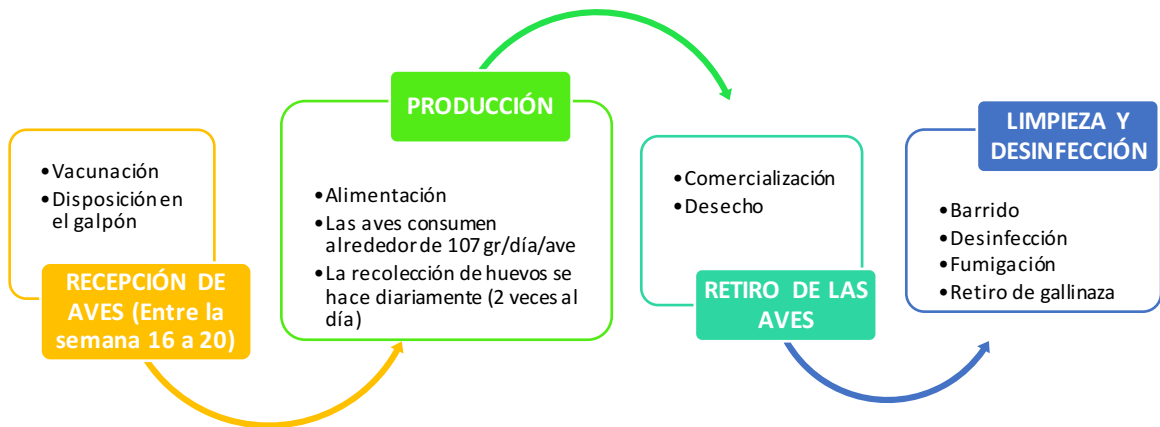 •Vacunación
•Disposición en
el galpón
RECEPCIÓN DE
AVES (Entre la
semana 16 a 20)
PRODUCCIÓN
•Alimentación
•Las aves consumen
alrededor de 107 gr/día/ave
•La recolección de huevos se
hace diariamente (2 veces al
día)
•Comercialización
•Desecho
RETIRO DE LAS
AVES
LIMPIEZA Y
DESINFECCIÓN
•Barrido
•Desinfección
•Fumigación
•Retiro de gallinaza